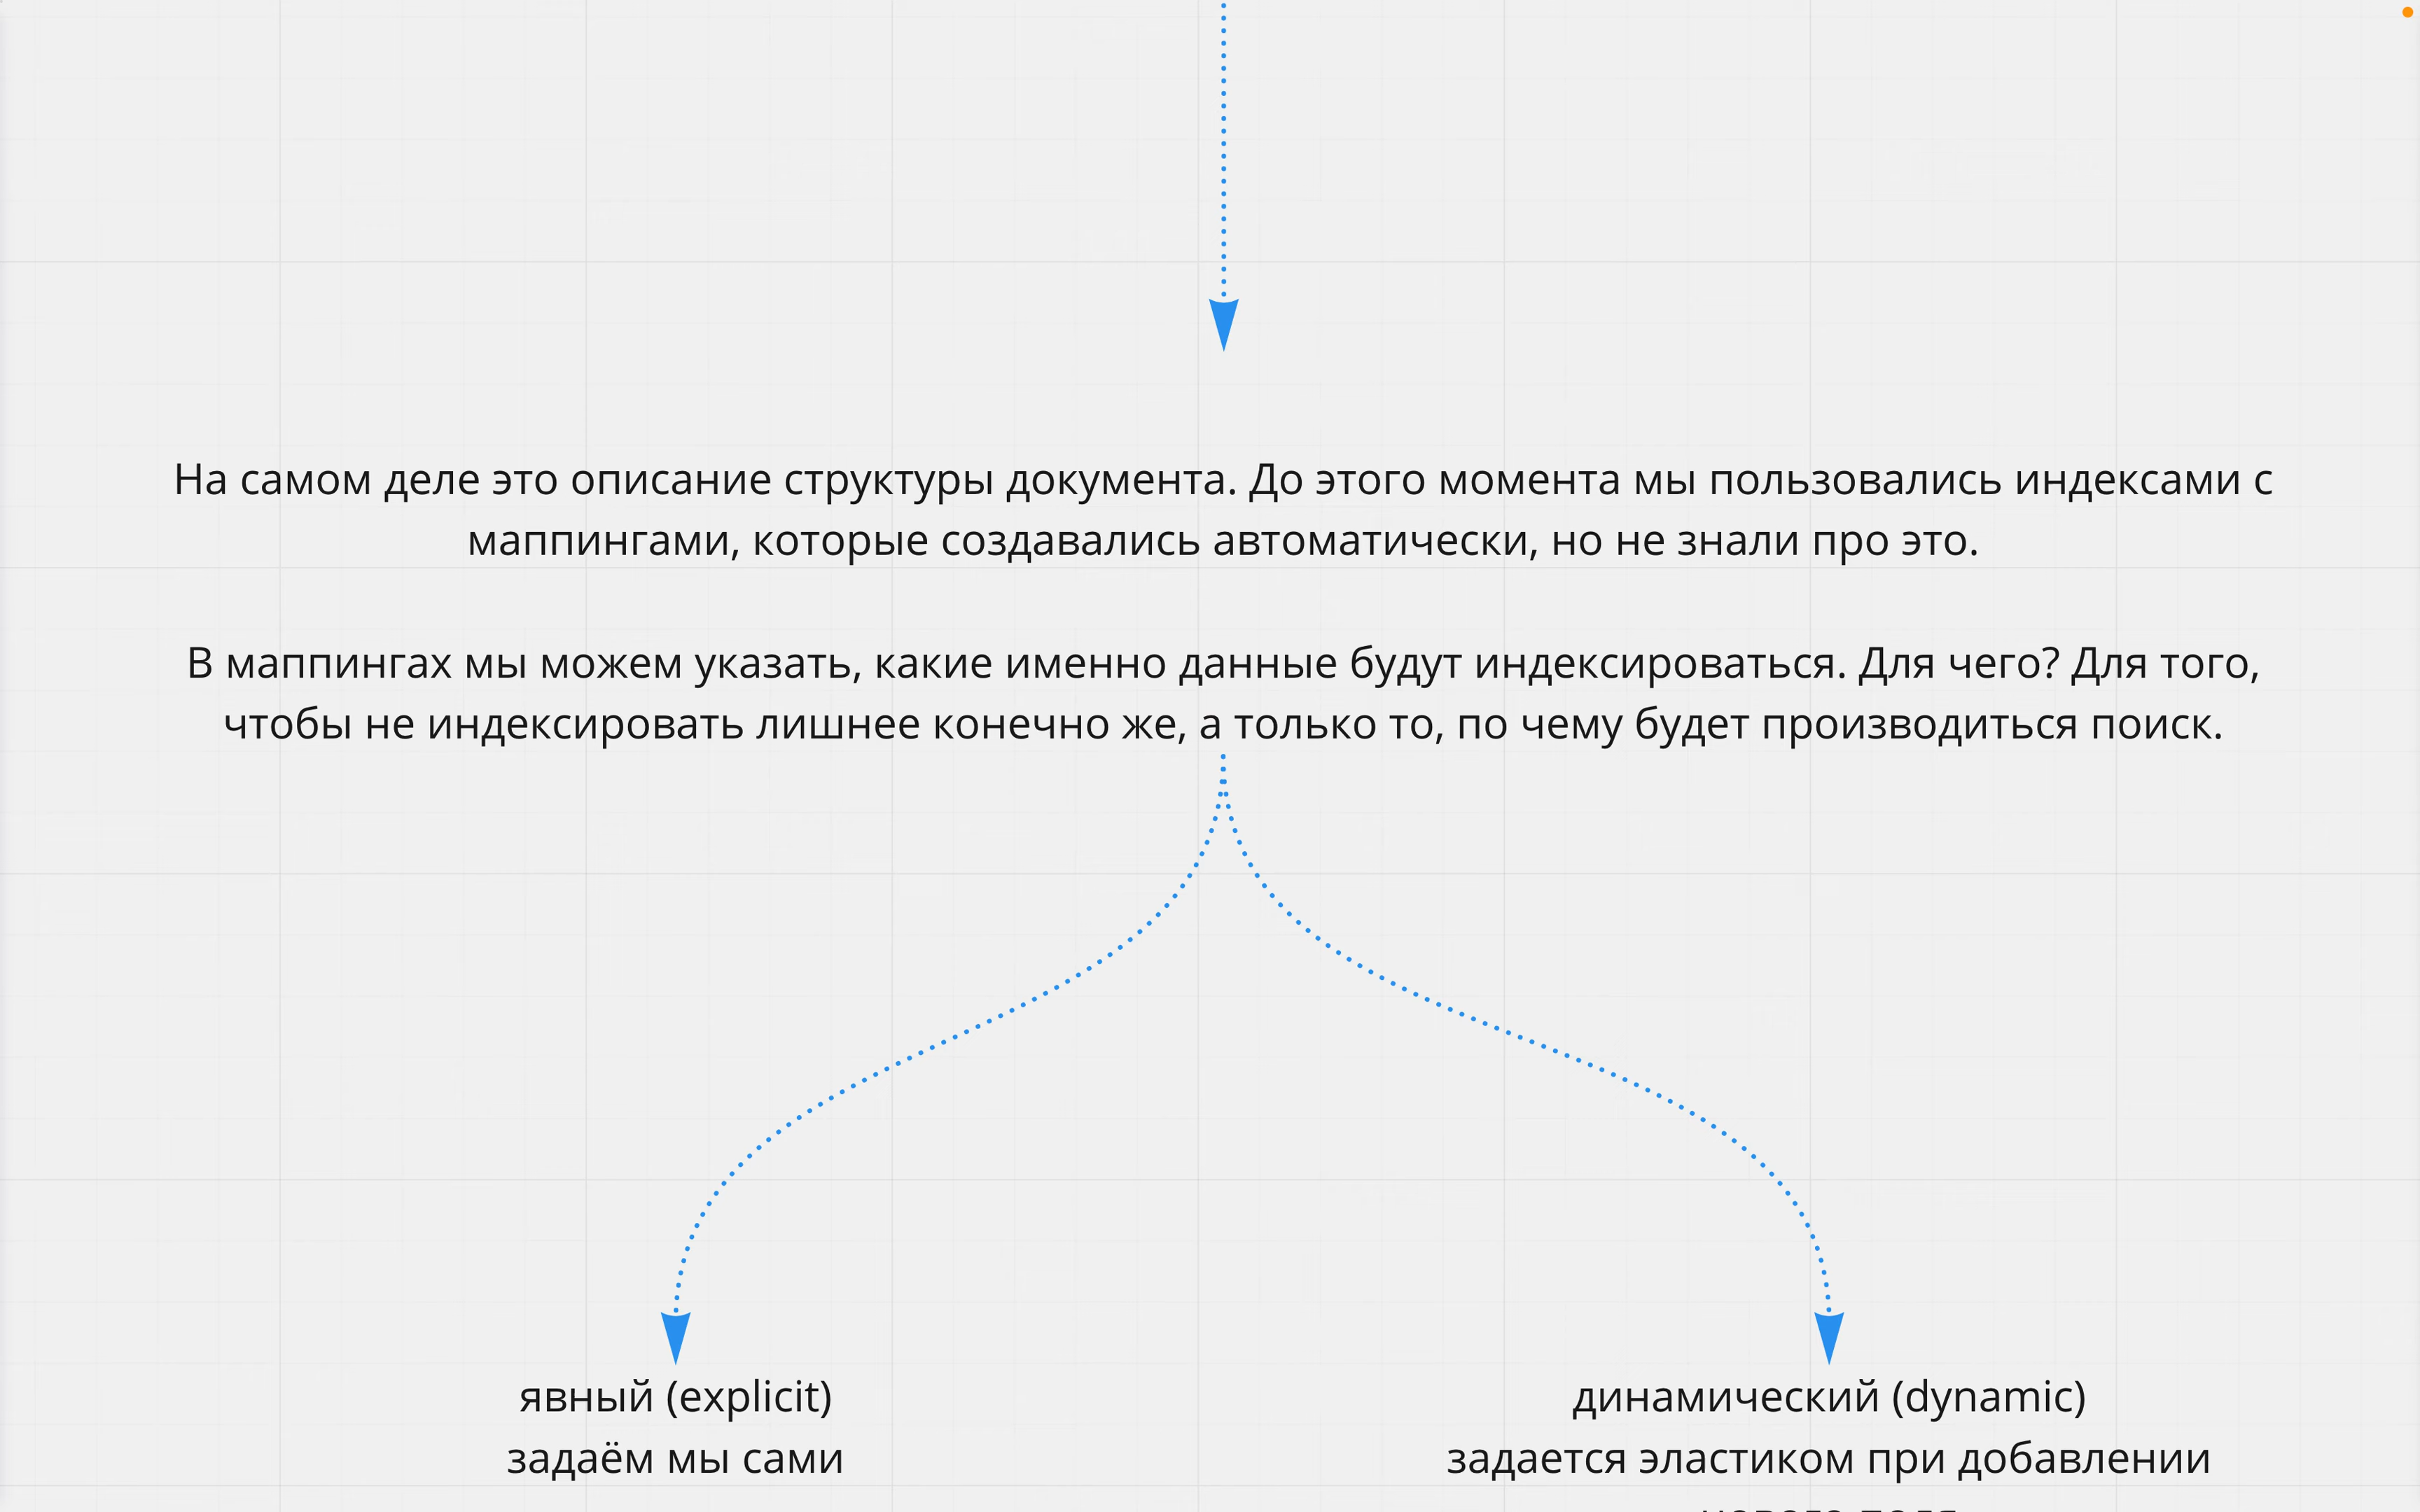 На самом деле это описание структуры документа. До этого момента мы пользовались индексами с
маппингами, которые создавались автоматически, но не знали про это.
В маппингах мы можем указать, какие именно данные будут индексироваться. Для чего? Для того,
чтобы не индексировать лишнее конечно же, а только то, по чему будет производиться поиск.
явный (explicit)
задаём мы сами
динамический (dynamic)
задается эластиком при добавлении